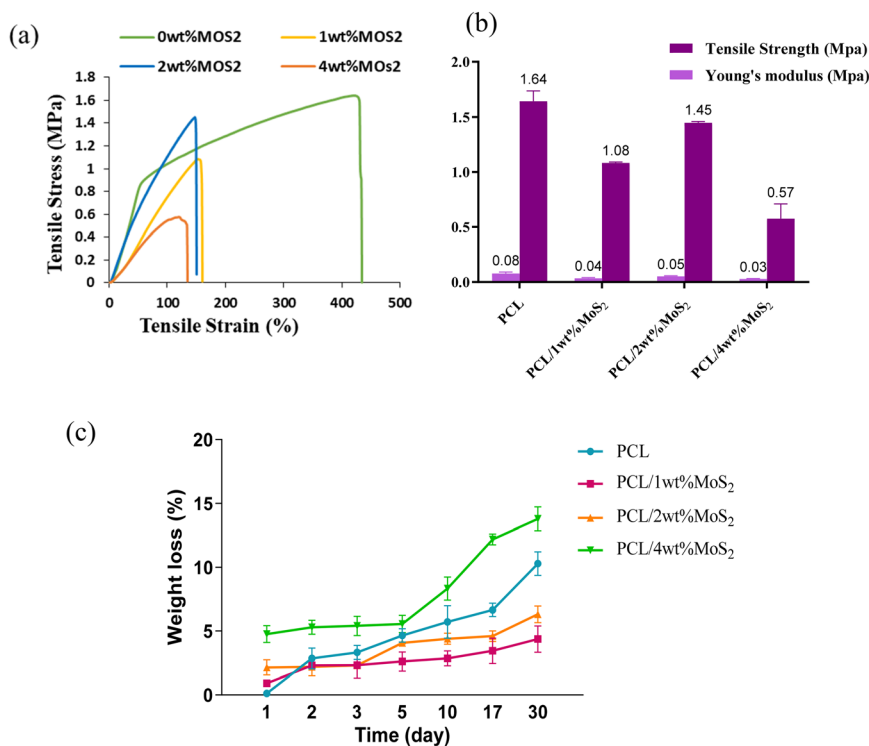 (a)
0wt%MOS2
1wt%MOS2
2wt%MOS2
4wt%MOs2
Tensile Stress (MPa)
1.8
1.6
1.4
1.2
1
0.8
0.6
0.4
0.2
0
0 100 200 300 400 500
Tensile Strain (%)
(b)
Tensile Strength (Mpa)
Young's modulus (Mpa)
2.0
1.5
1.0
0.5
0.0
0.08 1.64
0.04 1.08
0.05 1.45
0.03 0.57
PCL
PCL/1wt%MoS₂
PCL/2wt%MoS₂
PCL/4wt%MoS₂
(c)
Weight loss (%)
20
15
10
5
0
1 2 3 5 10 17 30
Time (day)
PCL
PCL/1wt%MoS₂
PCL/2wt%MoS₂
PCL/4wt%MoS₂